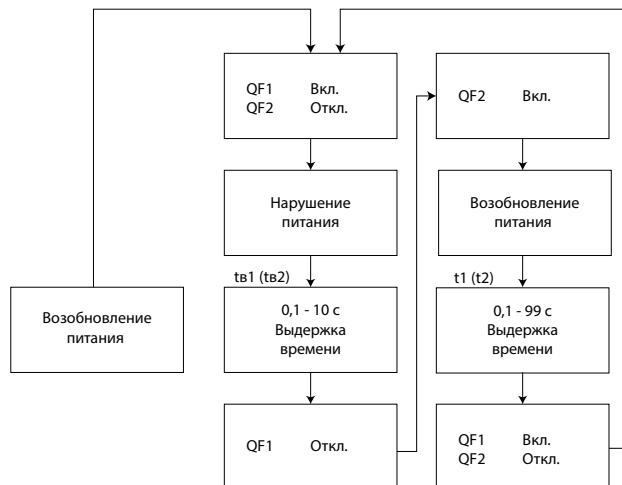 QF1 Вкл.
QF2 Откл.
Нарушение
питания
tв1 (tв2)
0,1 - 10 с
Выдержка
времени
QF1 Откл.
QF2 Вкл.
Возобновление
питания
t1 (t2)
0,1 - 99 с
Выдержка
времени
QF1 Вкл.
QF2 Откл.
Возобновление
питания